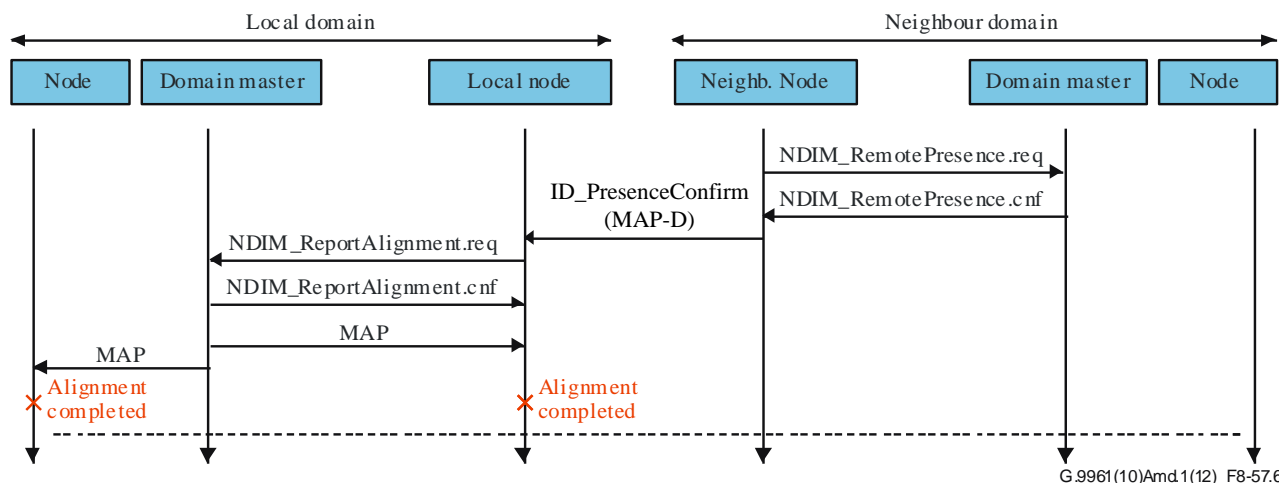 Local domain
Neighbour domain
Node
Domain master
Local node
Neighb. Node
Domain master
Node
NDIM_RemotePresence.req
ID_PresenceConfirm
(MAP-D)
NDIM_RemotePresence.cnf
NDIM_ReportAlignment.req
NDIM_ReportAlignment.cnf
MAP
MAP
Alignment
completed
Alignment
completed
G.9961(10)Amd.1(12)_F8-57.6